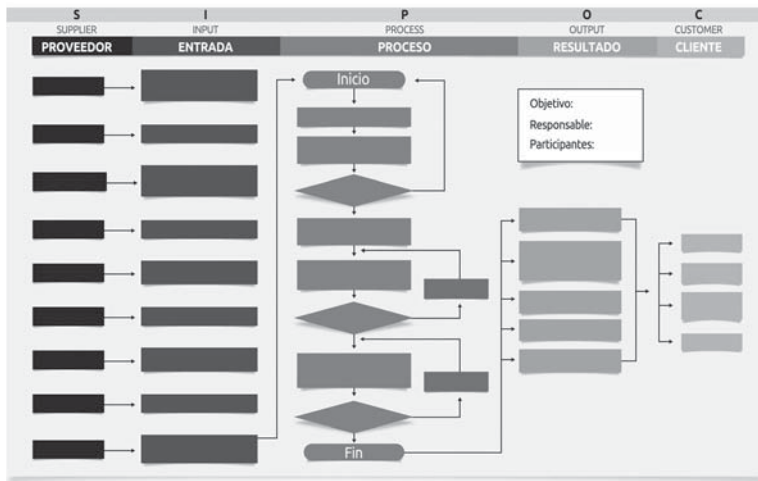 S I P O C
SUPPLIER INPUT PROCESS OUTPUT CUSTOMER
PROVEEDOR ENTRADA PROCESO RESULTADO CLIENTE
Inicio
Objetivo:
Responsable:
Participantes:
Fin